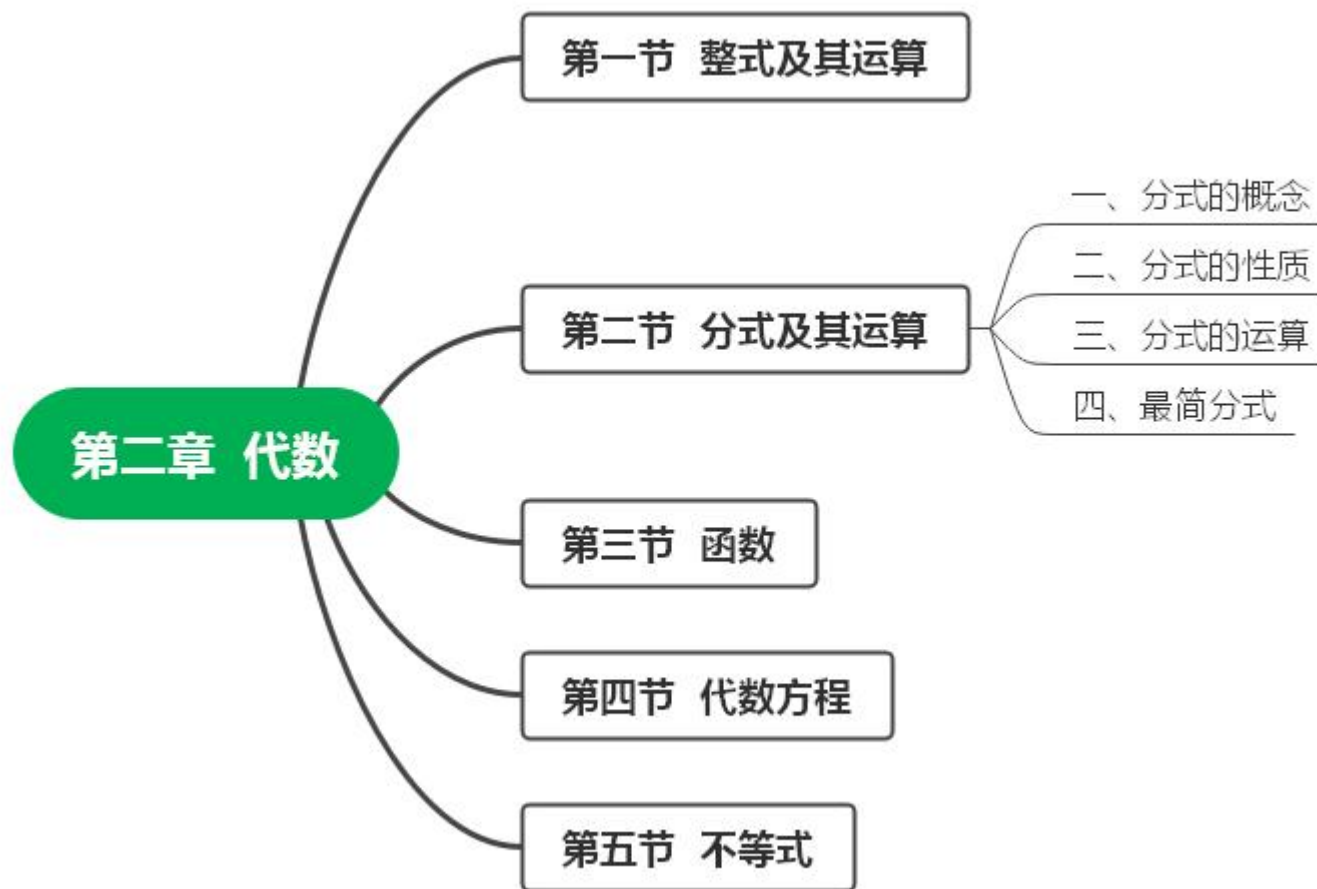 第二章 代数
第一节 整式及其运算
第二节 分式及其运算
一、分式的概念
二、分式的性质
三、分式的运算
四、最简分式
第三节 函数
第四节 代数方程
第五节 不等式